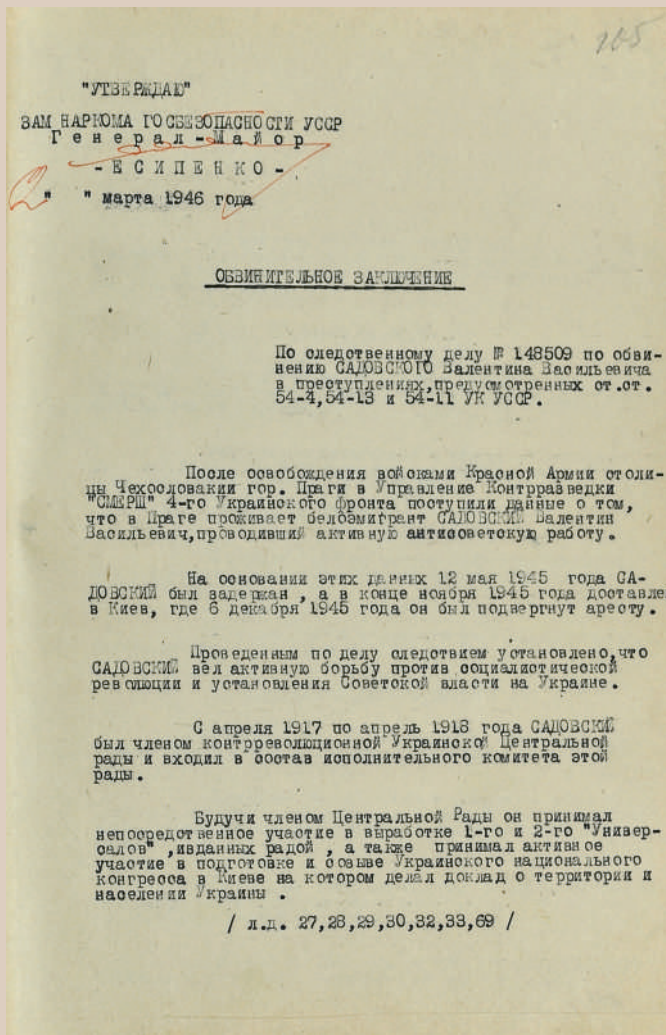 105
"УТВЕРЖДАЮ"
ЗАМ НАРКОМА ГОСБЕЗОПАСНОСТИ УССР
Генерал-Майор
-ЕСИПЕНКО-
2
" " марта 1946 года
ОБВИНИТЕЛЬНОЕ ЗАКЛЮЧЕНИЕ
По следственному делу № 148509 по обви-
нению САДОВСКОГО Валентина Васильевича
в преступлениях,предусмотренных ст.ст.
54-4,54-13 и 54-11 УК УССР.
После освобождения войсками Красной Армии столи-
цы Чехословакии гор. Праги в Управление Контрразведки
"СМЕРШ" 4-го Украинского фронта поступили данные о том,
что в Праге проживает белоэмигрант САДОВСКИЙ Валентин
Васильевич,проводивший активную антисоветскую работу.
На основании этих данных 12 мая 1945 года СА-
ДОВСКИЙ был задержан , а в конце ноября 1945 года доставле
в Киев, где 6 декабря 1945 года он был подвергнут аресту.
Проведенным по делу следствием установлено,что
САДОВСКИЙ вел активную борьбу против социалистической
революции и установления Советской власти на Украине.
С апреля 1917 по апрель 1918 года САДОВСКИЙ
был членом контрреволюционной Украинской Центральной
рады и входил в состав исполнительного комитета этой
рады.
Будучи членом Центральной Рады он принимал
непосредственное участие в выработке 1-го и 2-го "Универ-
салов" ,изданных радой , а также принимал активное
участие в подготовке и созыве Украинского национального
конгресса в Киеве на котором делал доклад о территории и
населении Украины .
/ л.д. 27,28,29,30,32,33,69 /